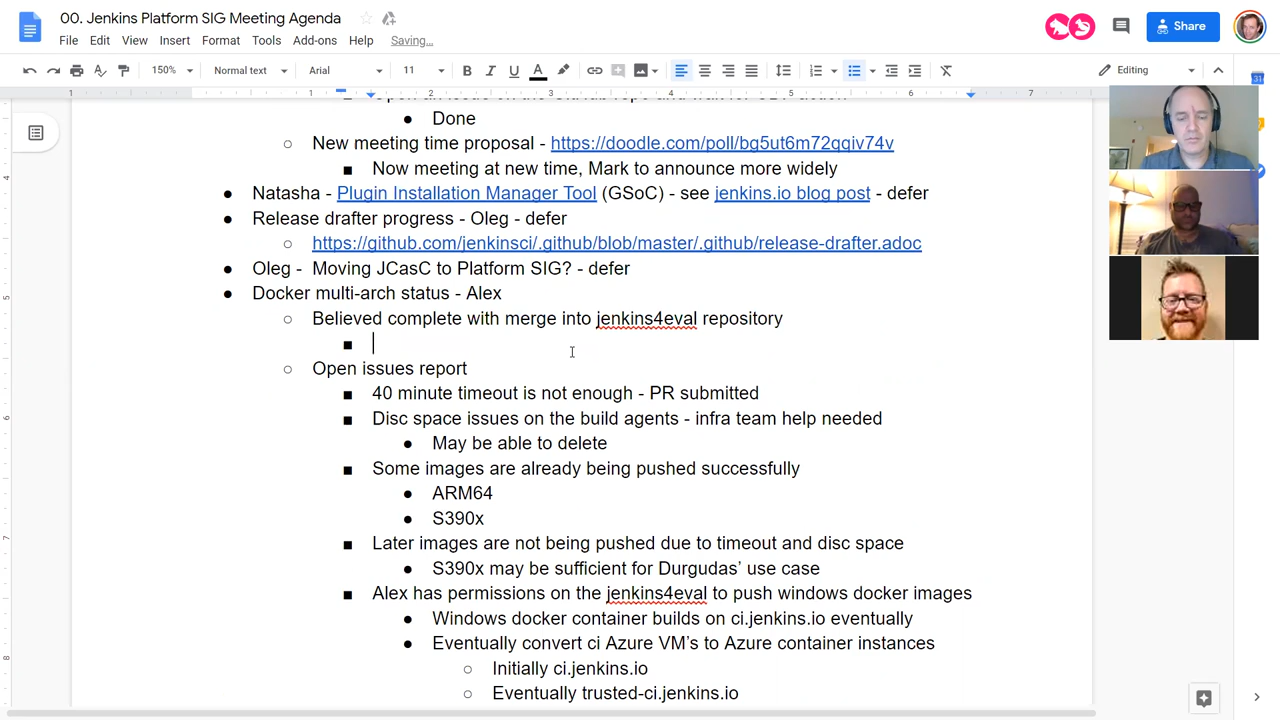 00. Jenkins Platform SIG Meeting Agenda
File Edit View Insert Format Tools Add-ons Help Saving...
Share
150% Normal text Arial 11 B I U A Editing
1 1 2 3 4 5 6 7
Done
New meeting time proposal - https://doodle.com/poll/bg5ut6m72qqiv74v
Now meeting at new time, Mark to announce more widely
Natasha - Plugin Installation Manager Tool (GSoC) - see jenkins.io blog post - defer
Release drafter progress - Oleg - defer
https://github.com/jenkinsci/.github/blob/master/.github/release-drafter.adoc
Oleg - Moving JCasC to Platform SIG? - defer
Docker multi-arch status - Alex
Believed complete with merge into jenkins4eval repository
Open issues report
40 minute timeout is not enough - PR submitted
Disc space issues on the build agents - infra team help needed
May be able to delete
Some images are already being pushed successfully
ARM64
S390x
Later images are not being pushed due to timeout and disc space
S390x may be sufficient for Durgudas’ use case
Alex has permissions on the jenkins4eval to push windows docker images
Windows docker container builds on ci.jenkins.io eventually
Eventually convert ci Azure VM’s to Azure container instances
Initially ci.jenkins.io
Eventually trusted-ci.jenkins.io